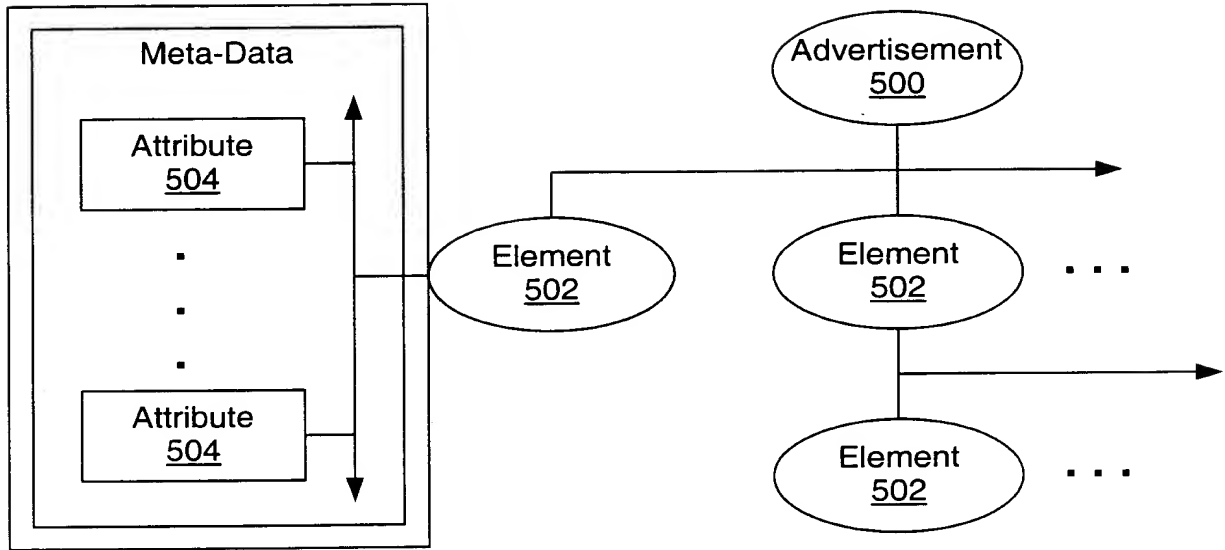 Meta-Data
Attribute
504
Attribute
504
Advertisement
500
Element
502
Element
502
Element
502